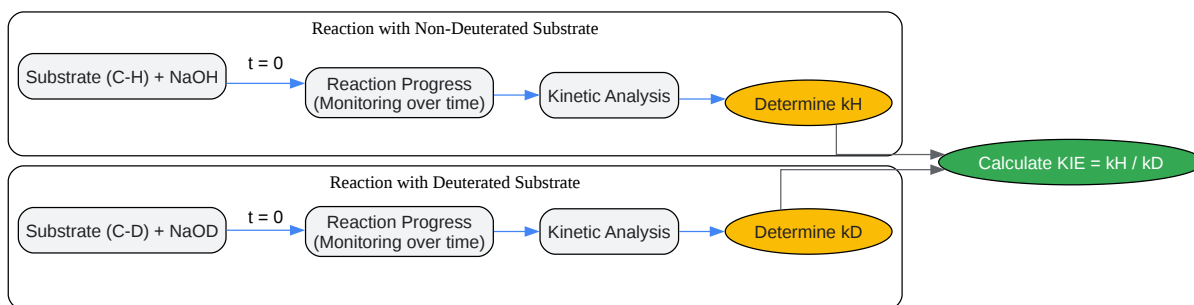 Reaction with Non-Deuterated Substrate
Substrate (C-H) + NaOH
t = 0
Reaction Progress
(Monitoring over time)
Kinetic Analysis
Determine kH
Calculate KIE = kH / kD
Reaction with Deuterated Substrate
Substrate (C-D) + NaOD
t = 0
Reaction Progress
(Monitoring over time)
Kinetic Analysis
Determine kD